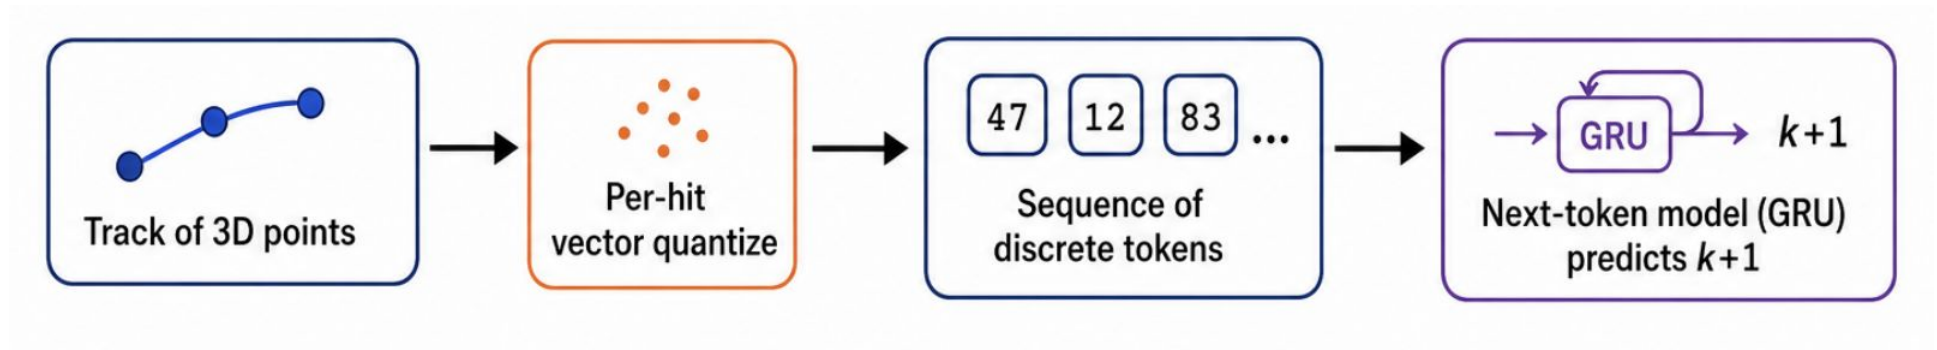 Track of 3D points
Per-hit
vector quantize
47 12 83 ...
Sequence of
discrete tokens
GRU k+1
Next-token model (GRU)
predicts k+1